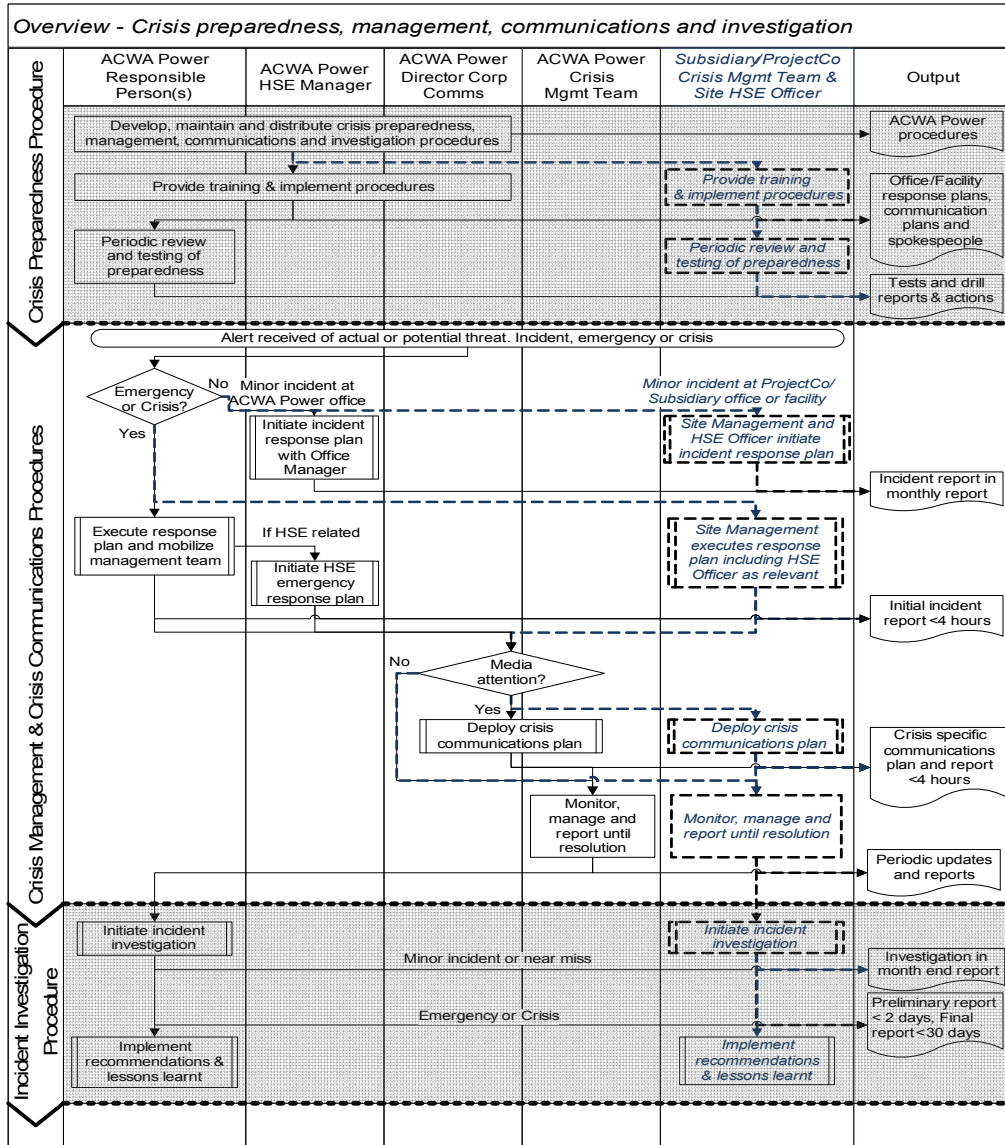 Overview - Crisis preparedness, management, communications and investigation
ACWA Power
Responsible
Person(s)
ACWA Power
HSE Manager
ACWA Power
Director Corp
Comms
ACWA Power
Crisis
Mgmt Team
Subsidiary/ProjectCo
Crisis Mgmt Team &
Site HSE Officer
Output
Crisis Preparedness Procedure
Develop, maintain and distribute crisis preparedness,
management, communications and investigation procedures
ACWA Power
procedures
Provide training & implement procedures
Provide training
& implement procedures
Office/Facility
response plans,
communication
plans and
spokespeople
Periodic review
and testing of
preparedness
Periodic review and
testing of preparedness
Tests and drill
reports & actions
Crisis Management & Crisis Communications Procedures
Alert received of actual or potential threat. Incident, emergency or crisis
Emergency
or Crisis?
No
Yes
Minor incident at
ACWA Power office
Minor incident at ProjectCo/
Subsidiary office or facility
Initiate incident
response plan
with Office
Manager
Site Management and
HSE Officer initiate
incident response plan
Incident report in
monthly report
Execute response
plan and mobilize
management team
If HSE related
Initiate HSE
emergency
response plan
Site Management
executes response
plan including HSE
Officer as relevant
Initial incident
report <4 hours
No
Media
attention?
Yes
Deploy crisis
communications plan
Deploy crisis
communications plan
Crisis specific
communications
plan and report
<4 hours
Monitor,
manage and
report until
resolution
Monitor, manage and
report until resolution
Periodic updates
and reports
Incident Investigation
Procedure
Initiate incident
investigation
Initiate incident
investigation
Minor incident or near miss
Investigation in
month end report
Emergency or Crisis
Preliminary report
< 2 days, Final
report <30 days
Implement
recommendations &
lessons learnt
Implement
recommendations
& lessons learnt